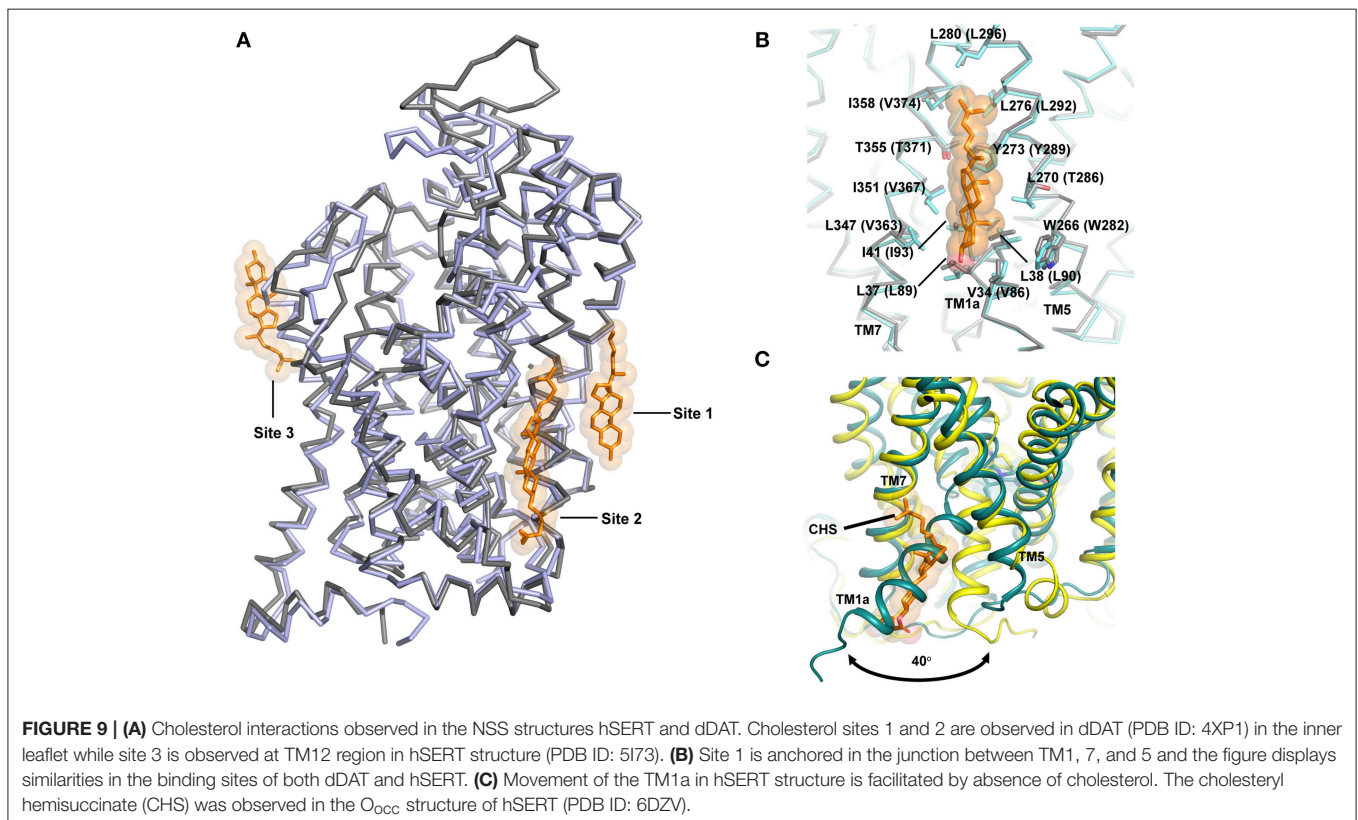 A
Site 3
Site 1
Site 2
B
L280 (L296)
I358 (V374)
L276 (L292)
T355 (T371)
Y273 (Y289)
L270 (T286)
I351 (V367)
L347 (V363)
W266 (W282)
I41 (I93)
L38 (L90)
L37 (L89)
V34 (V86)
TM1a
TM5
TM7
C
TM7
CHS
TM5
TM1a
40°
FIGURE 9 | (A) Cholesterol interactions observed in the NSS structures hSERT and dDAT. Cholesterol sites 1 and 2 are observed in dDAT (PDB ID: 4XP1) in the inner
leaflet while site 3 is observed at TM12 region in hSERT structure (PDB ID: 5I73). (B) Site 1 is anchored in the junction between TM1, 7, and 5 and the figure displays
similarities in the binding sites of both dDAT and hSERT. (C) Movement of the TM1a in hSERT structure is facilitated by absence of cholesterol. The cholesteryl
hemisuccinate (CHS) was observed in the Oocc structure of hSERT (PDB ID: 6DZV).